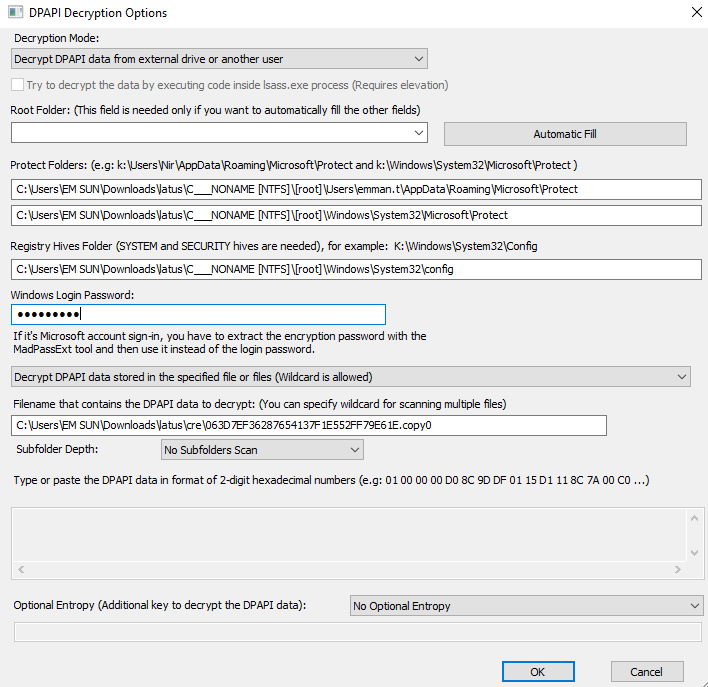 DPAPI Decryption Options
Decryption Mode:
Decrypt DPAPI data from external drive or another user
Try to decrypt the data by executing code inside lsass.exe process (Requires elevation)
Root Folder: (This field is needed only if you want to automatically fill the other fields)
Automatic Fill
Protect Folders: (e.g: k:\Users\Nir\AppData\Roaming\Microsoft\Protect and k:\Windows\System32\Microsoft\Protect )
C:\Users\EM SUN\Downloads\latus\C___NONAME [NTFS]\[root]\Users\emman.t\AppData\Roaming\Microsoft\Protect
C:\Users\EM SUN\Downloads\latus\C___NONAME [NTFS]\[root]\Windows\System32\Microsoft\Protect
Registry Hives Folder (SYSTEM and SECURITY hives are needed), for example: K:\Windows\System32\Config
C:\Users\EM SUN\Downloads\latus\C___NONAME [NTFS]\[root]\Windows\System32\config
Windows Login Password:
●●●●●●●●●
If it's Microsoft account sign-in, you have to extract the encryption password with the
MadPassExt tool and then use it instead of the login password.
Decrypt DPAPI data stored in the specified file or files (Wildcard is allowed)
Filename that contains the DPAPI data to decrypt: (You can specify wildcard for scanning multiple files)
C:\Users\EM SUN\Downloads\latus\cre\063D7EF36287654137F1E552FF79E61E.copy0
Subfolder Depth:
No Subfolders Scan
Type or paste the DPAPI data in format of 2-digit hexadecimal numbers (e.g: 01 00 00 00 D0 8C 9D DF 01 15 D1 11 8C 7A 00 C0 ...)
Optional Entropy (Additional key to decrypt the DPAPI data):
No Optional Entropy
OK
Cancel